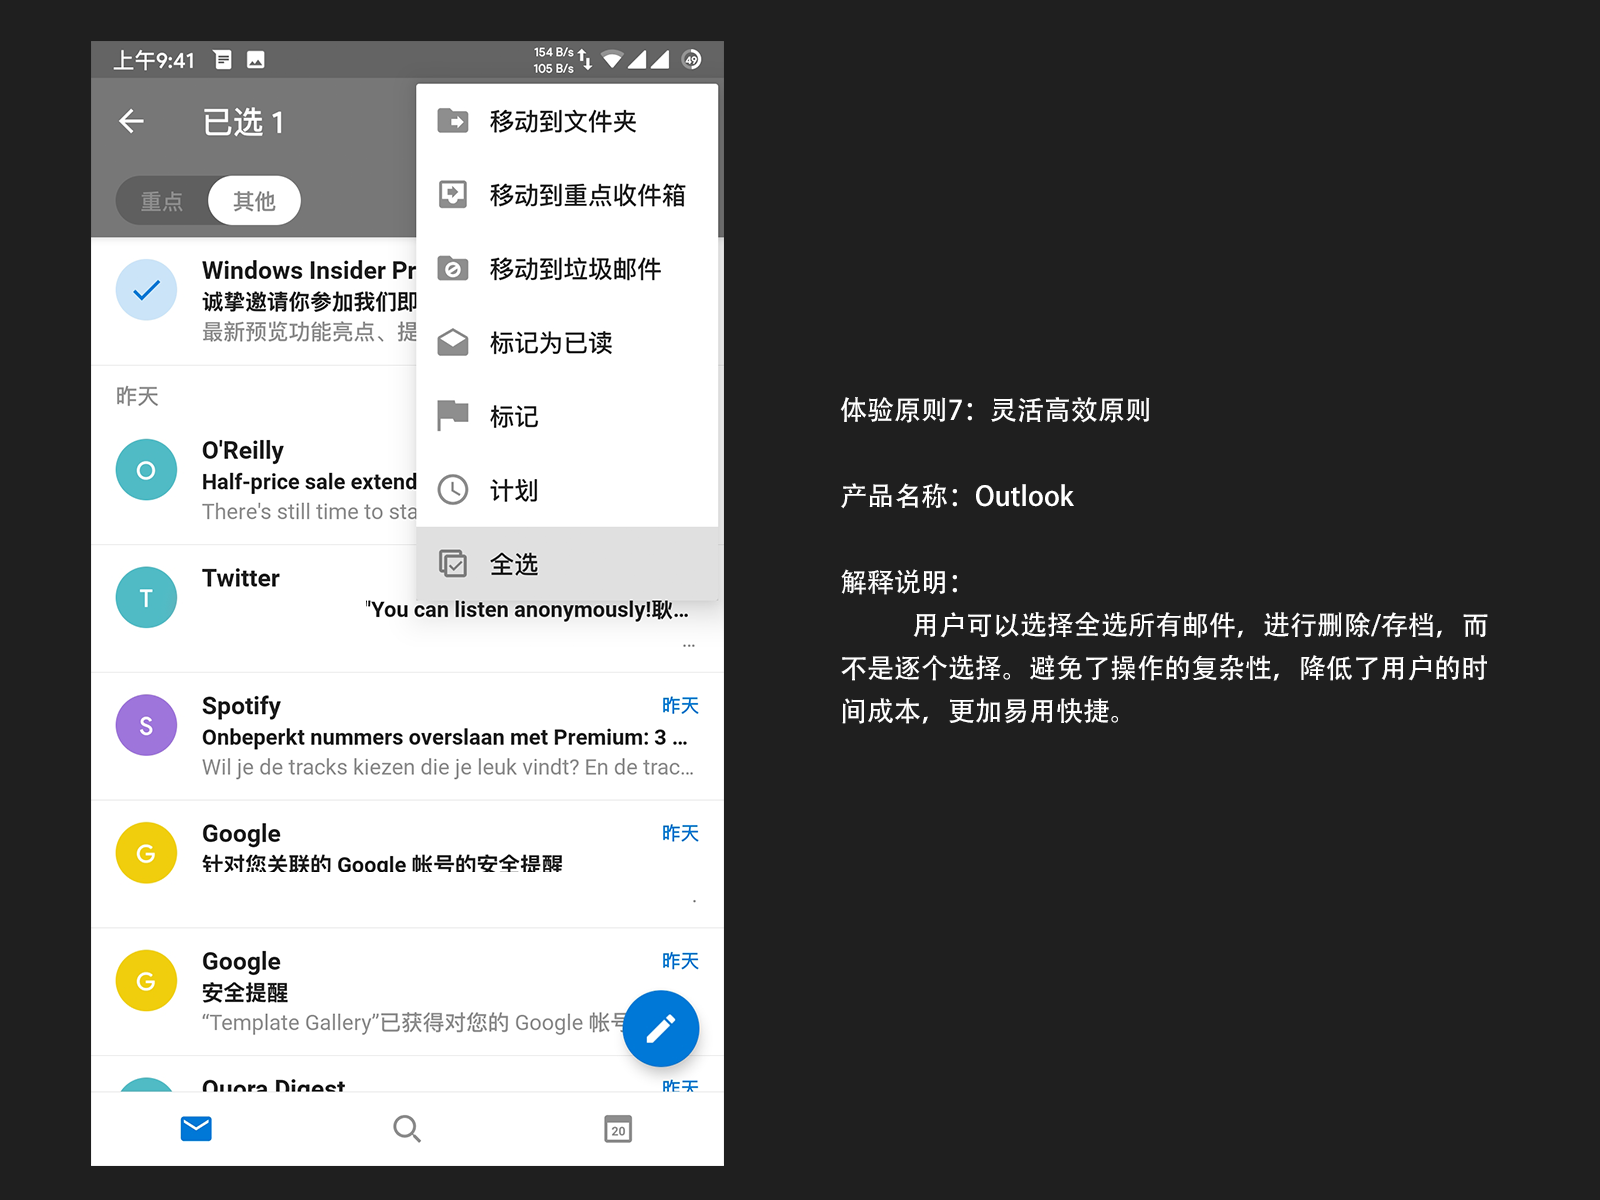 上午9:41
154 B/s
105 B/s
49
已选 1
重点
其他
移动到文件夹
移动到重点收件箱
移动到垃圾邮件
标记为已读
标记
计划
全选
Windows Insider Pr
诚挚邀请你参加我们即
最新预览功能亮点、提
昨天
O
O'Reilly
Half-price sale extend
There's still time to sta
T
Twitter
"You can listen anonymously!耿...
...
S
Spotify
昨天
Onbeperkt nummers overslaan met Premium: 3 ...
Wil je de tracks kiezen die je leuk vindt? En de trac...
G
Google
昨天
针对您关联的 Google 帐号的安全提醒
G
Google
昨天
安全提醒
“Template Gallery”已获得对您的 Google 帐号
Quora Digest
昨天
20
体验原则7：灵活高效原则
产品名称：Outlook
解释说明：
用户可以选择全选所有邮件，进行删除/存档，而
不是逐个选择。避免了操作的复杂性，降低了用户的时
间成本，更加易用快捷。